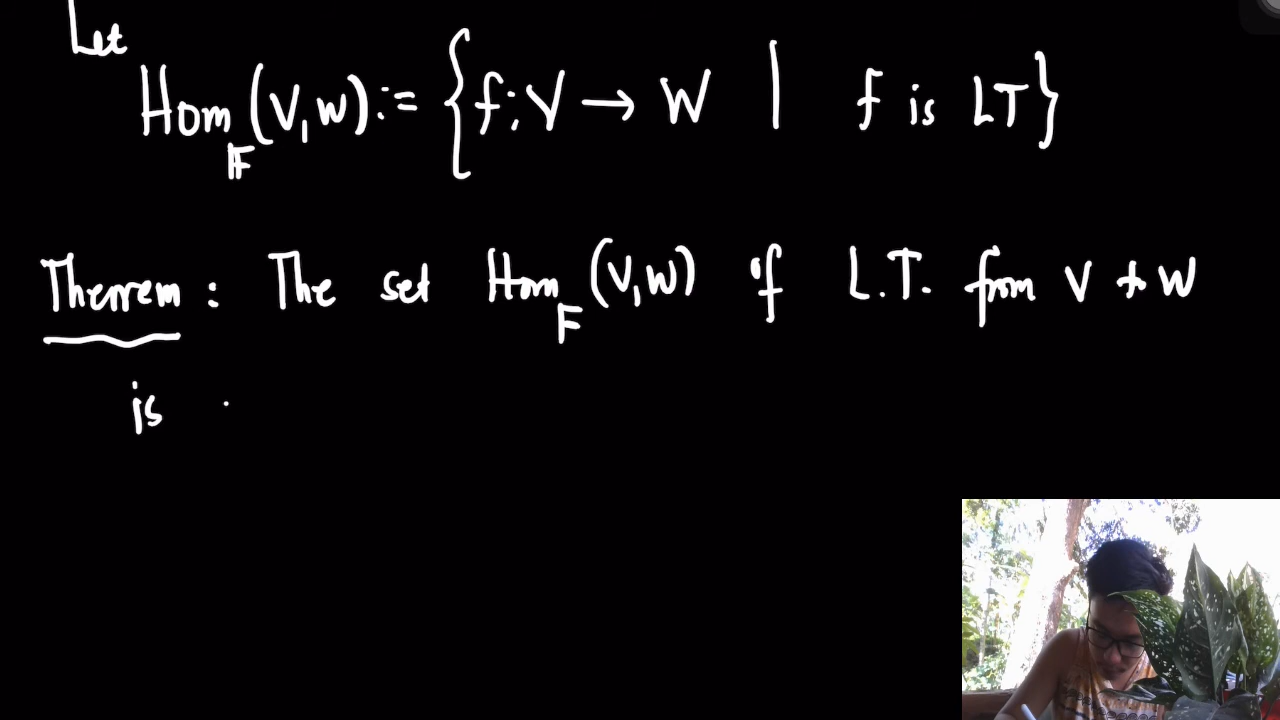 Let
Hom_F(V,W) := {f: V → W | f is LT}
Theorem: The set Hom_F(V,W) of L.T. from V to W
is